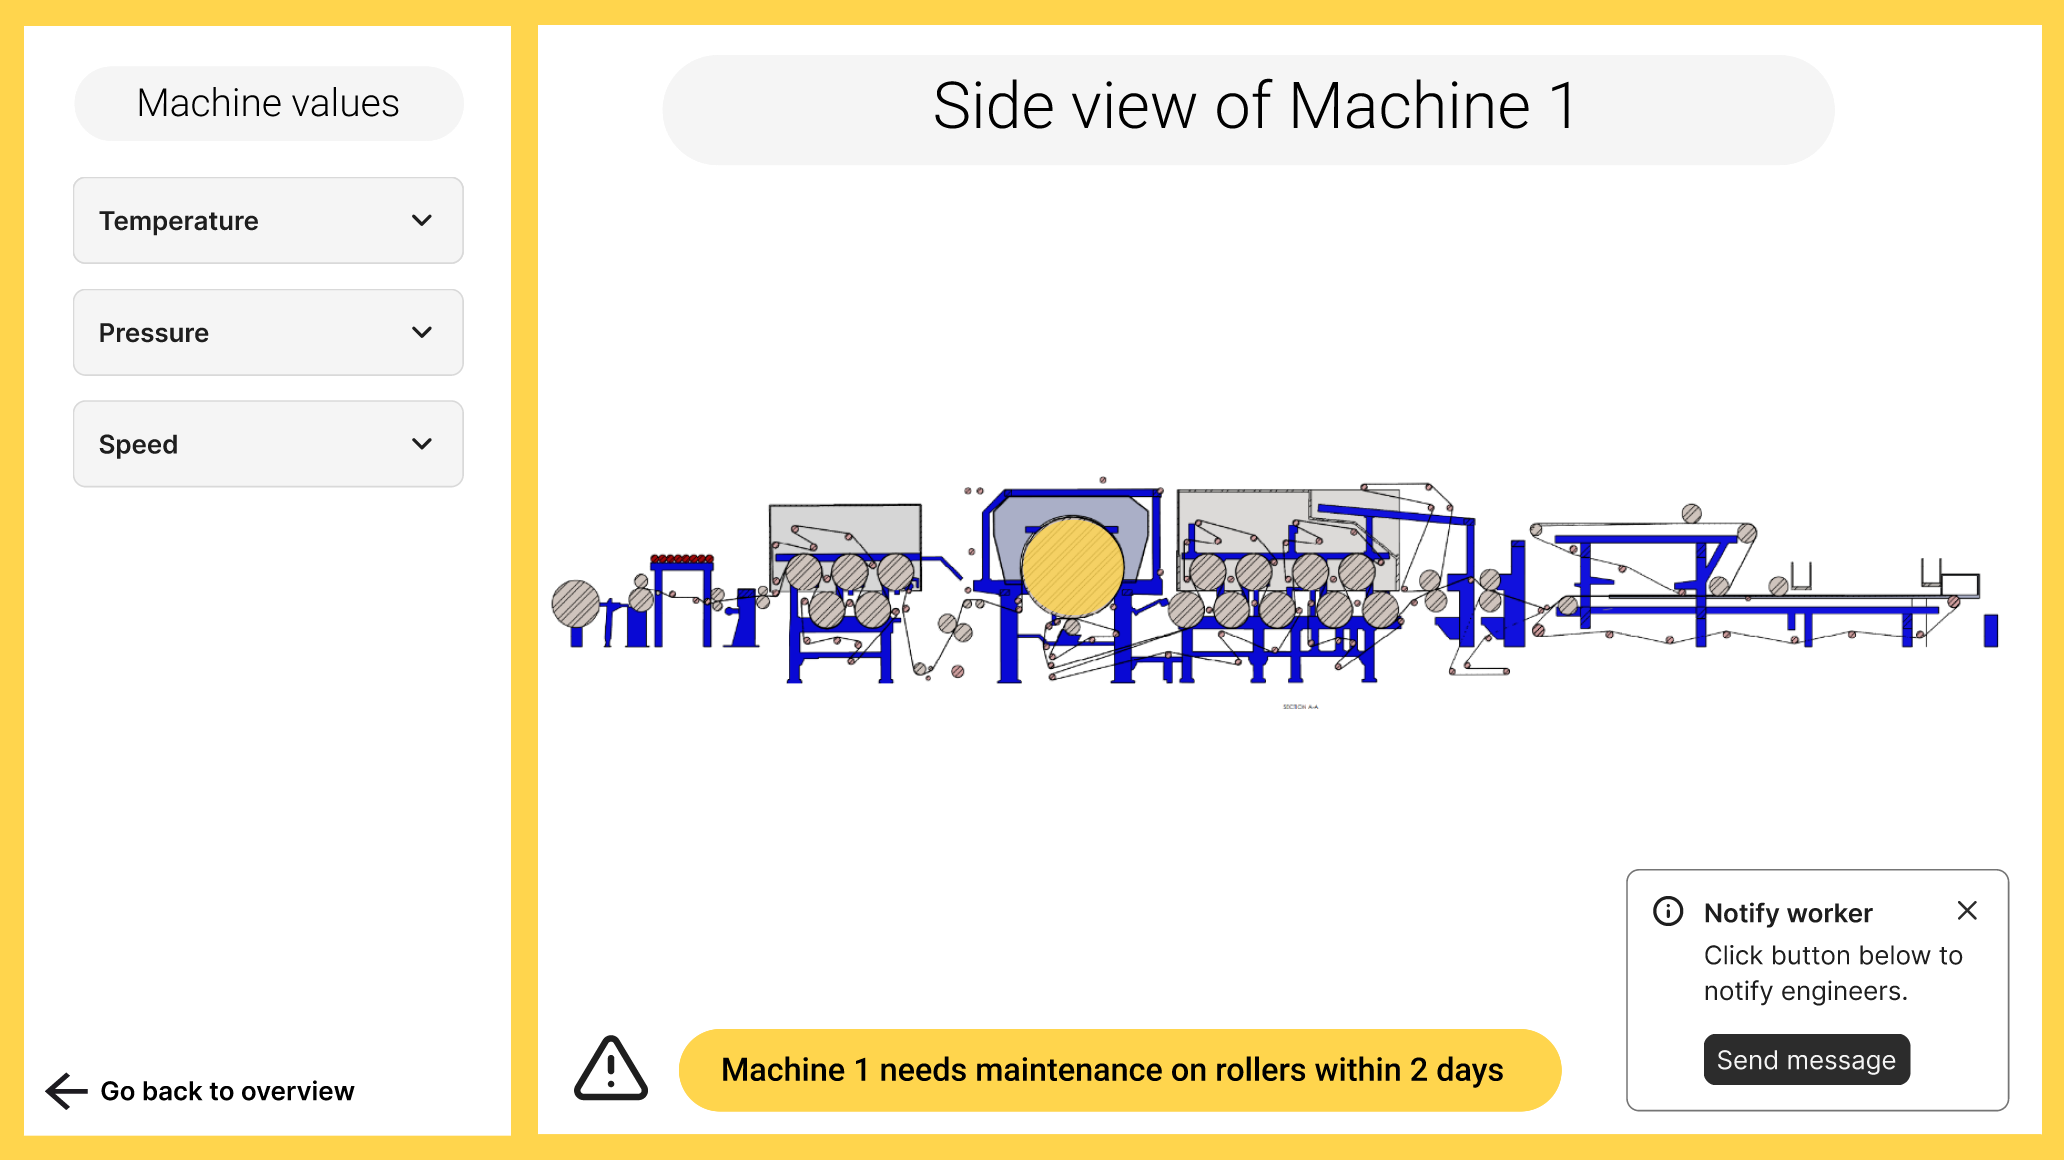 Machine values
Temperature
Pressure
Speed
Go back to overview
Side view of Machine 1
SECTION A-A
Machine 1 needs maintenance on rollers within 2 days
Notify worker
Click button below to
notify engineers.
Send message